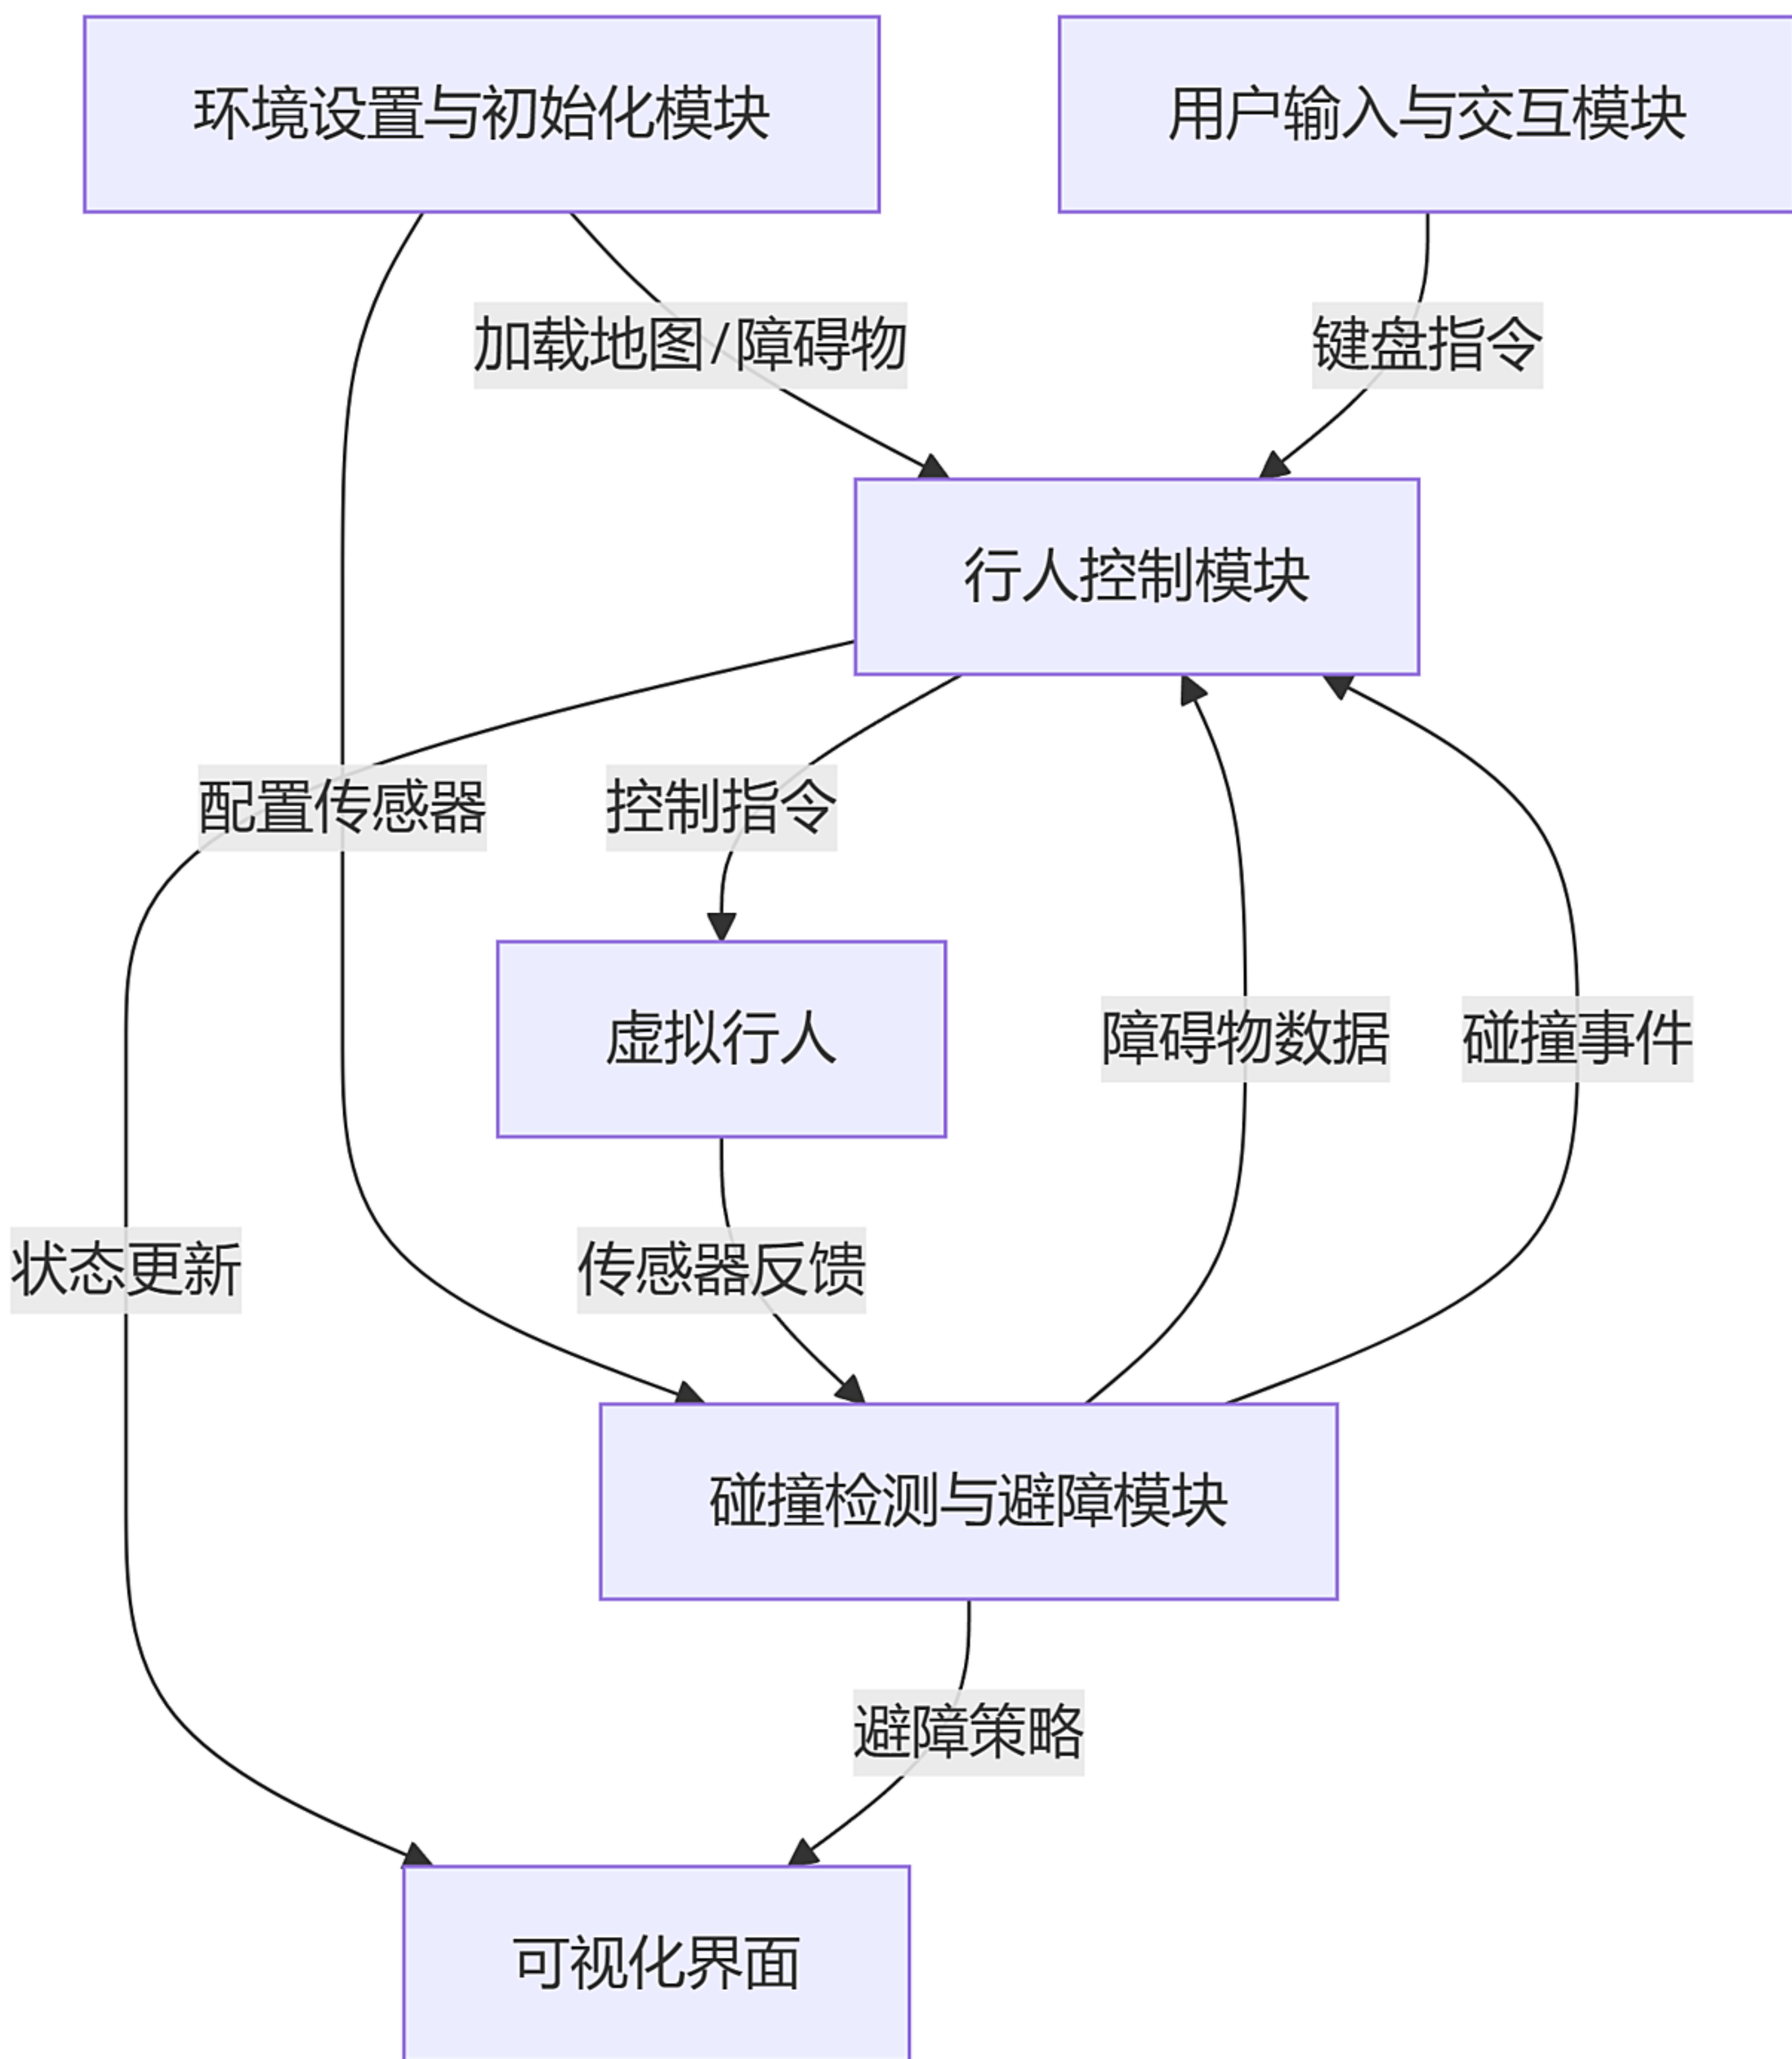 环境设置与初始化模块
用户输入与交互模块
加载地图/障碍物
键盘指令
行人控制模块
配置传感器
控制指令
虚拟行人
障碍物数据
碰撞事件
状态更新
传感器反馈
碰撞检测与避障模块
避障策略
可视化界面